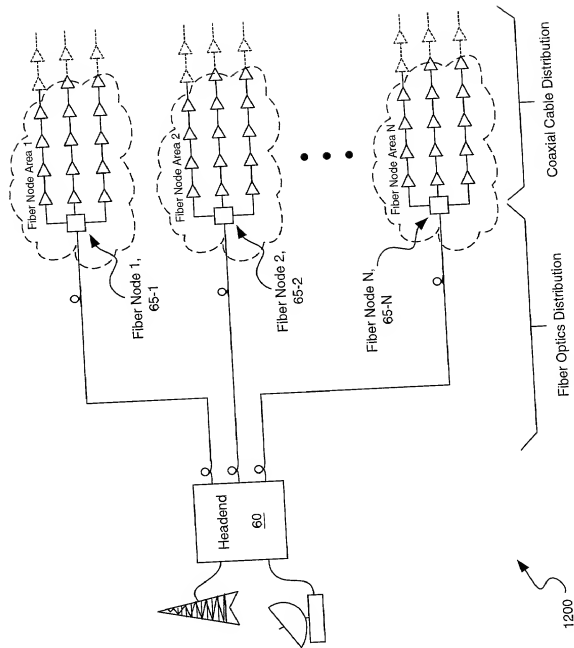 Fiber Node Area 1
Fiber Node 1,
65-1
Fiber Node Area 2
Fiber Node 2,
65-2
Fiber Node Area N
Fiber Node N,
65-N
Headend
60
Fiber Optics Distribution
Coaxial Cable Distribution
1200